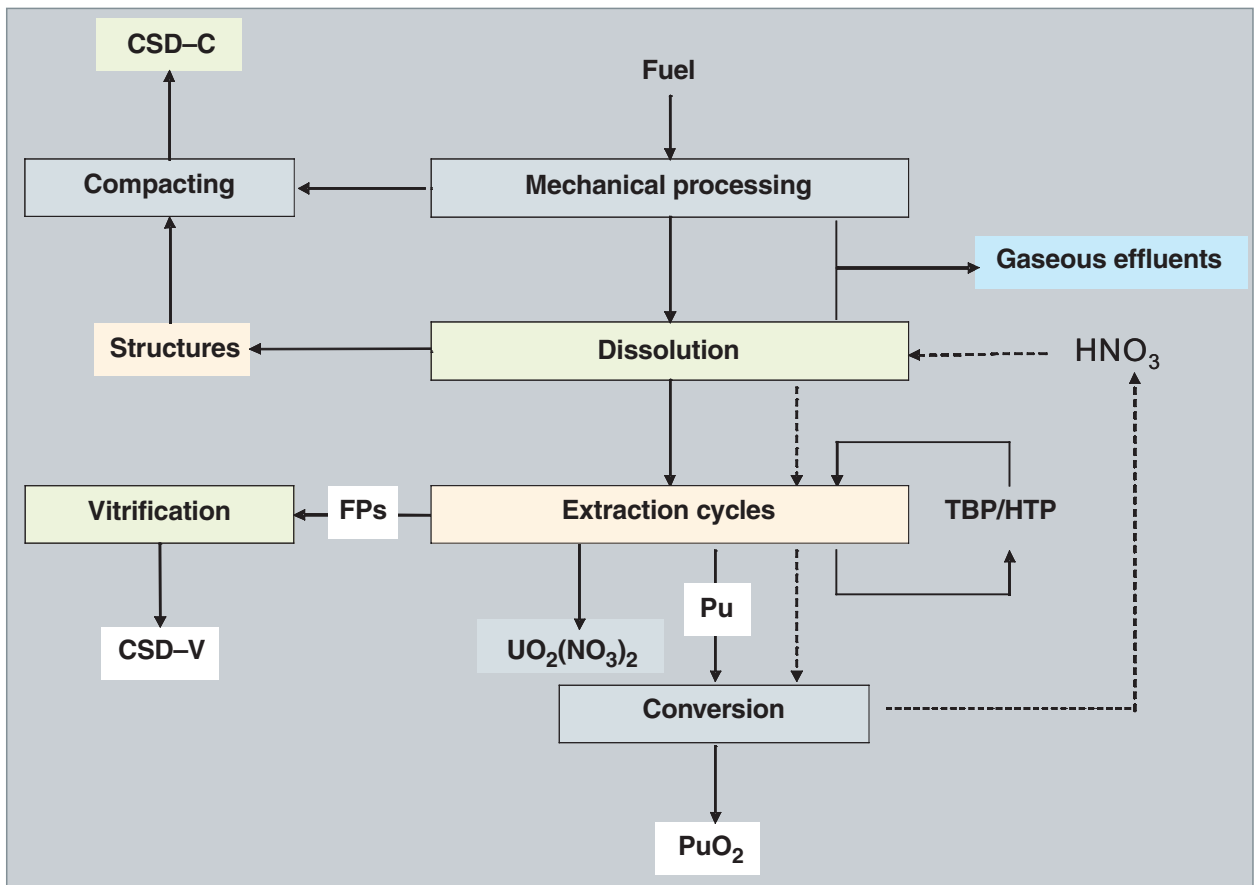 CSD–C
Fuel
Compacting
Mechanical processing
Gaseous effluents
Structures
Dissolution
HNO₃
Vitrification
FPs
Extraction cycles
TBP/HTP
Pu
CSD–V
UO₂(NO₃)₂
Conversion
PuO₂